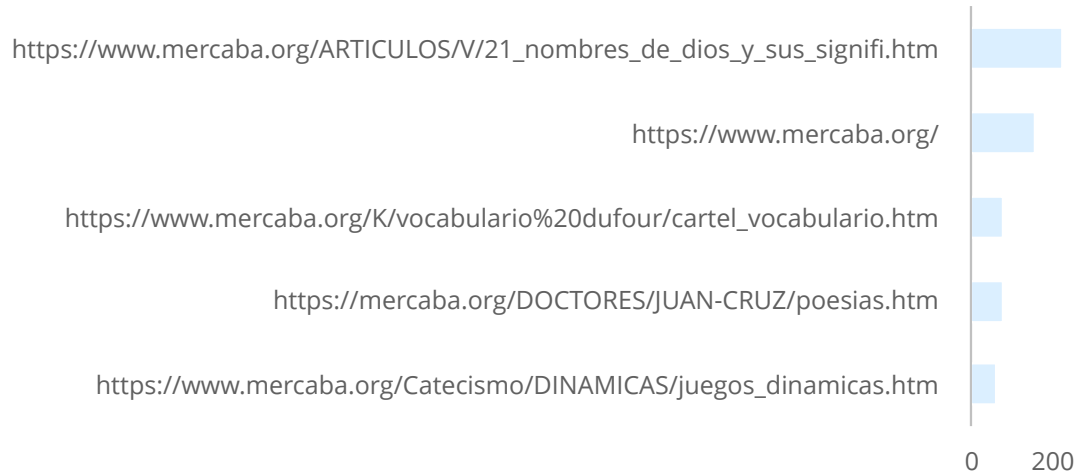 https://www.mercaba.org/ARTICULOS/V/21_nombres_de_dios_y_sus_signifi.htm
https://www.mercaba.org/
https://www.mercaba.org/K/vocabulario%20dufour/cartel_vocabulario.htm
https://mercaba.org/DOCTORES/JUAN-CRUZ/poesias.htm
https://www.mercaba.org/Catecismo/DINAMICAS/juegos_dinamicas.htm
0 200